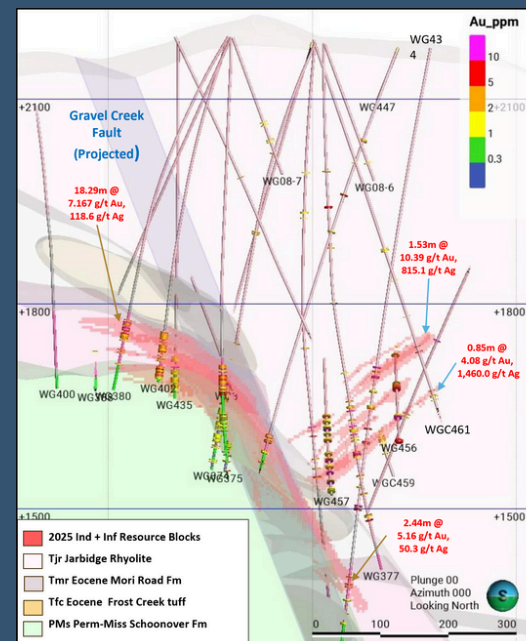 WG43
4
Au_ppm
10
5
2
1
0.3
+2100
+2100
WG447
Gravel Creek
Fault
(Projected)
WG08-7
WG08-6
18.29m @
7.167 g/t Au,
118.6 g/t Ag
1.53m @
10.39 g/t Au,
815.1 g/t Ag
+1800
+1800
0.85m @
4.08 g/t Au,
1,460.0 g/t Ag
WG400
WG380
WG402
WG435
WGC461
WG456
WG375
WGC459
WG457
+1500
+1500
2.44m @
5.16 g/t Au,
50.3 g/t Ag
WG377
2025 Ind + Inf Resource Blocks
Tjr Jarbidge Rhyolite
Tmr Eocene Mori Road Fm
Tfc Eocene Frost Creek tuff
PMs Perm-Miss Schoonover Fm
Plunge 00
Azimuth 000
Looking North
S
0
100
200
300